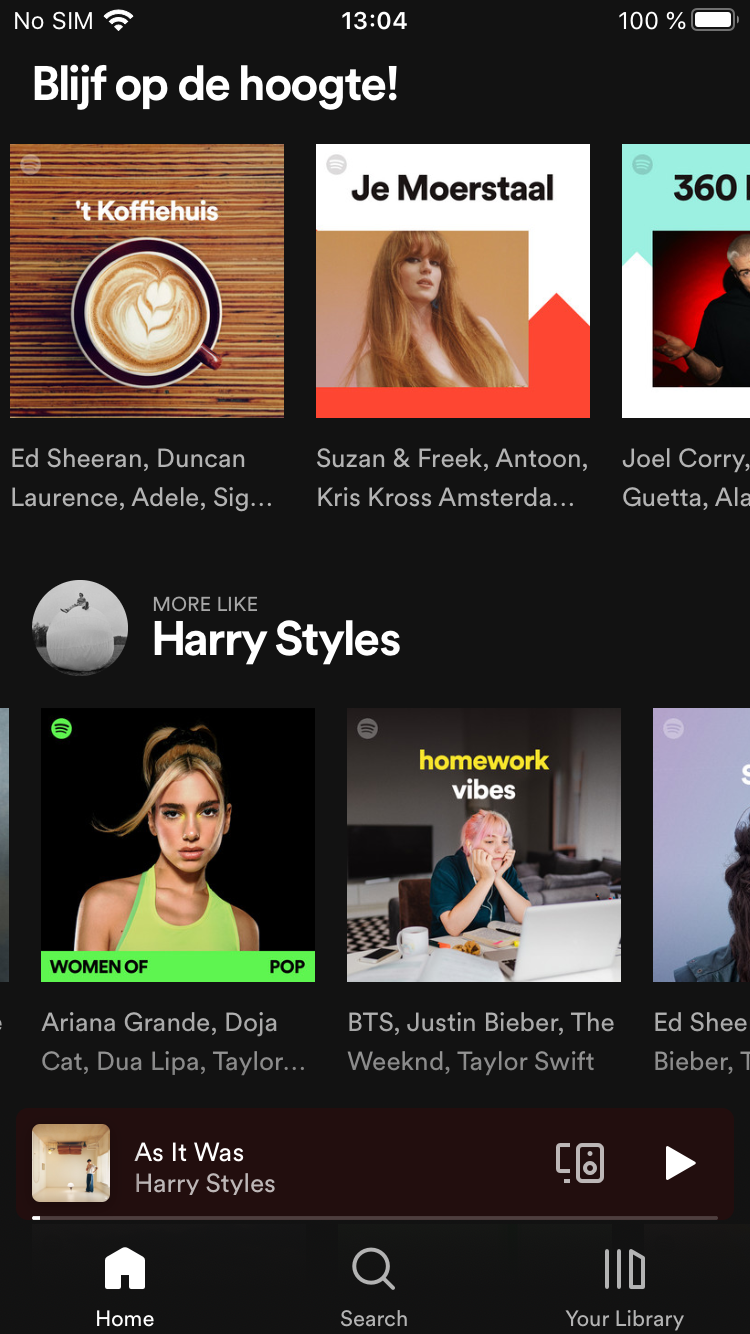 No SIM 13:04 100 %
Blijf op de hoogte!
't Koffiehuis
Je Moerstaal
360
Ed Sheeran, Duncan
Laurence, Adele, Sig...
Suzan & Freek, Antoon,
Kris Kross Amsterda...
Joel Corry,
Guetta, Ala
MORE LIKE
Harry Styles
WOMEN OF POP
homework
vibes
Ariana Grande, Doja
Cat, Dua Lipa, Taylor...
BTS, Justin Bieber, The
Weeknd, Taylor Swift
Ed Shee
Bieber, T
As It Was
Harry Styles
Home
Search
Your Library